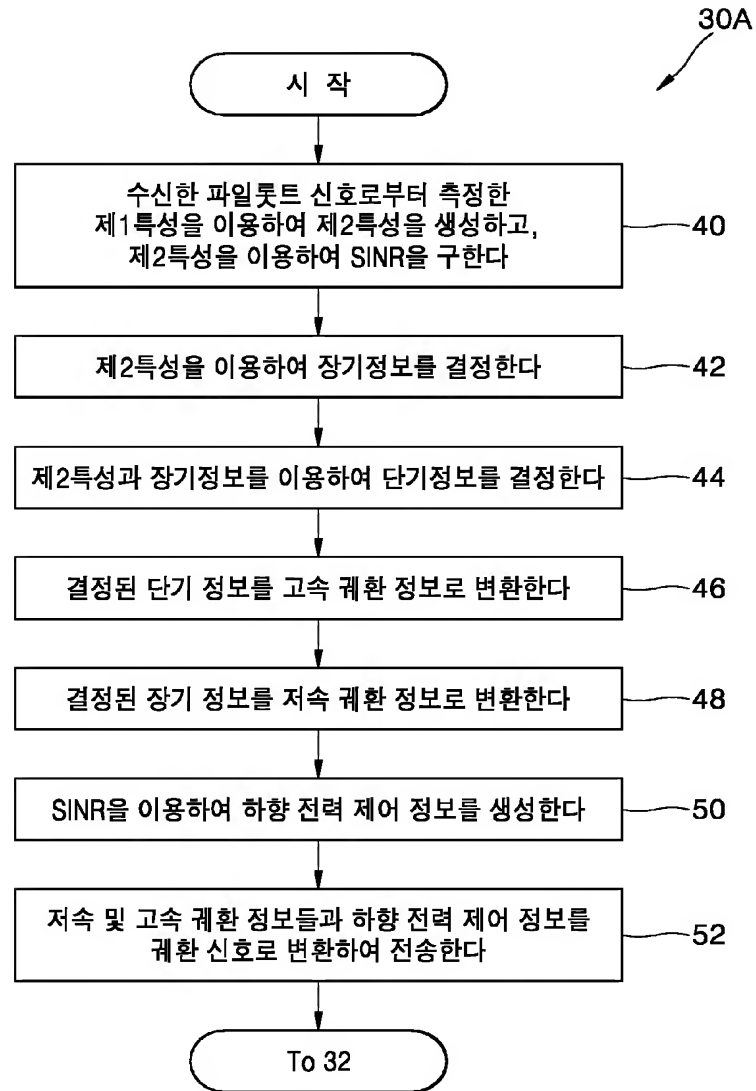 30A
시 작
수신한 파일롯트 신호로부터 측정한
제1특성을 이용하여 제2특성을 생성하고,
제2특성을 이용하여 SINR을 구한다
40
제2특성을 이용하여 장기정보를 결정한다
42
제2특성과 장기정보를 이용하여 단기정보를 결정한다
44
결정된 단기 정보를 고속 궤환 정보로 변환한다
46
결정된 장기 정보를 저속 궤환 정보로 변환한다
48
SINR을 이용하여 하향 전력 제어 정보를 생성한다
50
저속 및 고속 궤환 정보들과 하향 전력 제어 정보를
궤환 신호로 변환하여 전송한다
52
To 32